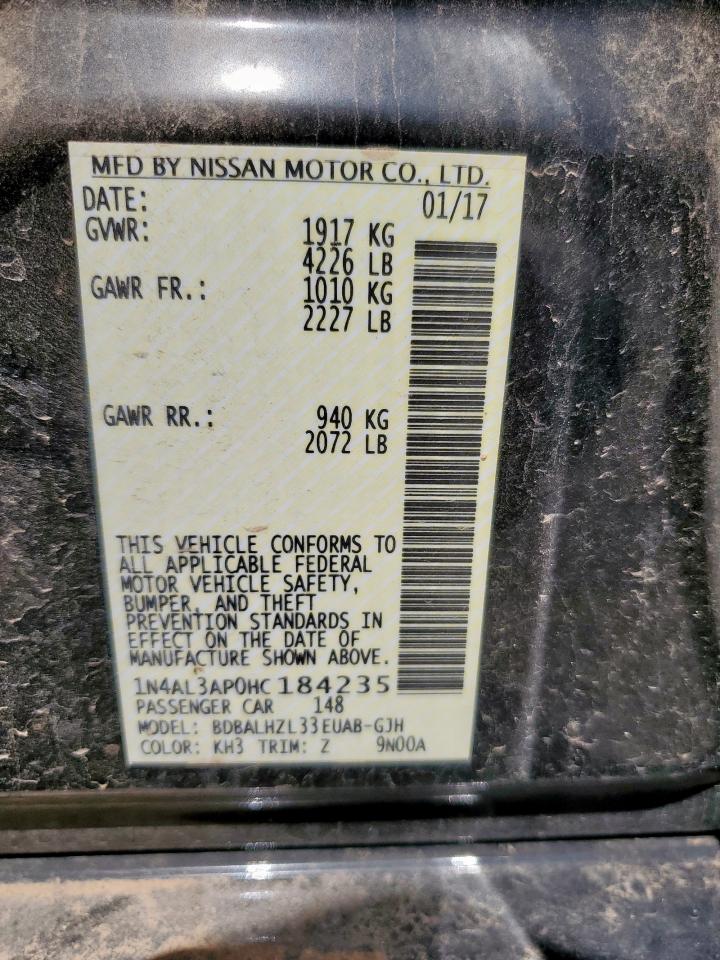 MFD BY NISSAN MOTOR CO., LTD.
DATE: 01/17
GVWR: 1917 KG
4226 LB
GAWR FR.: 1010 KG
2227 LB
GAWR RR.: 940 KG
2072 LB
THIS VEHICLE CONFORMS TO
ALL APPLICABLE FEDERAL
MOTOR VEHICLE SAFETY,
BUMPER, AND THEFT
PREVENTION STANDARDS IN
EFFECT ON THE DATE OF
MANUFACTURE SHOWN ABOVE.
1N4AL3AP0HC184235
PASSENGER CAR 148
MODEL: BDBALHZL33EUAB-GJH
COLOR: KH3 TRIM: Z 9N00A